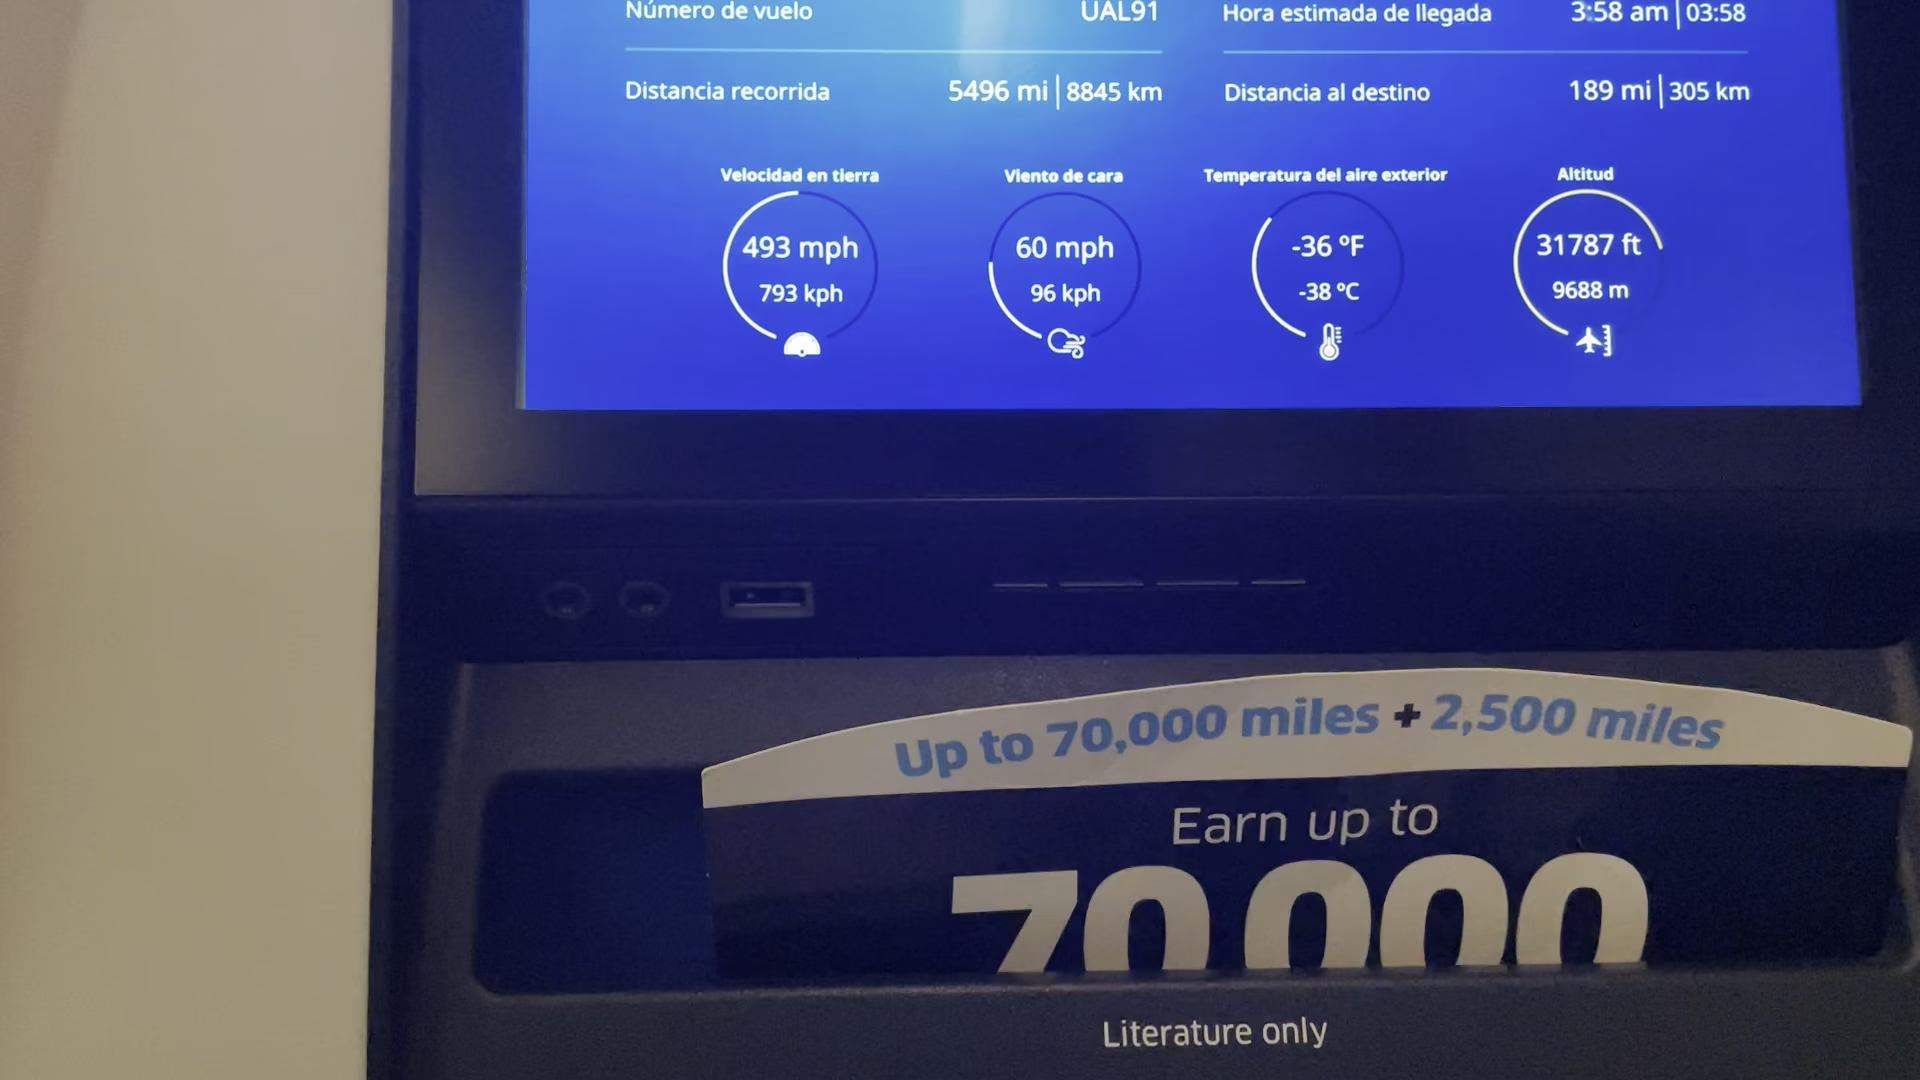 Número de vuelo UAL91
Hora estimada de llegada 3:58 am | 03:58
Distancia recorrida 5496 mi | 8845 km
Distancia al destino 189 mi | 305 km
Velocidad en tierra
493 mph
793 kph
Viento de cara
60 mph
96 kph
Temperatura del aire exterior
-36 ºF
-38 ºC
Altitud
31787 ft
9688 m
Up to 70,000 miles + 2,500 miles
Earn up to
70,000
Literature only